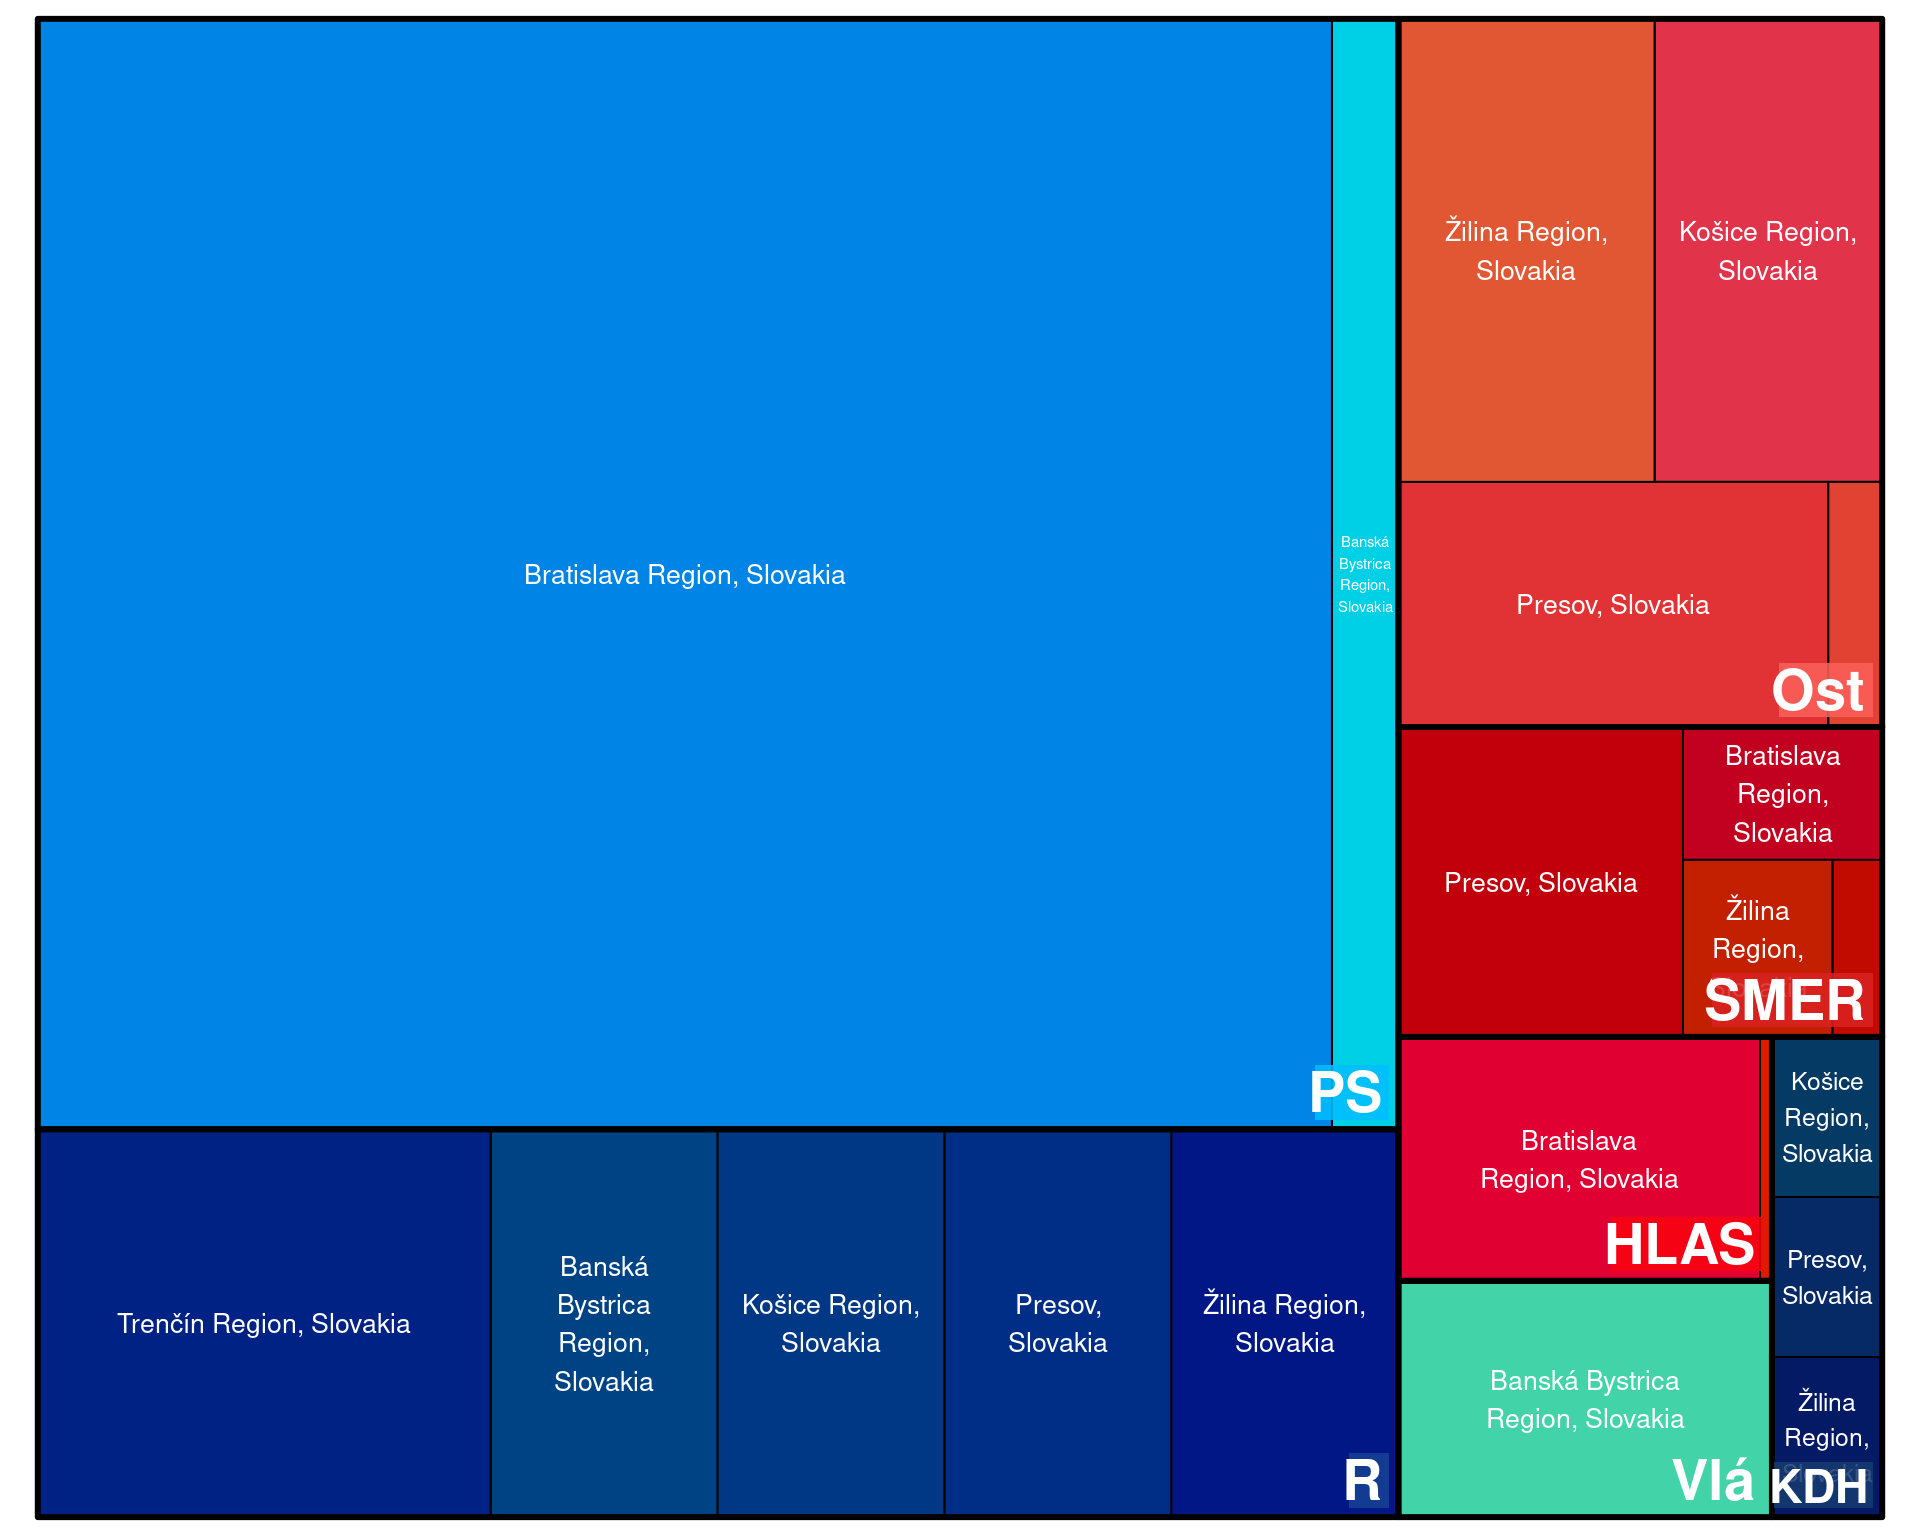 Bratislava Region, Slovakia
Banská
Bystrica
Region,
Slovakia
PS
Trenčín Region, Slovakia
Banská
Bystrica
Region,
Slovakia
Košice Region,
Slovakia
Presov,
Slovakia
Žilina Region,
Slovakia
R
Žilina Region,
Slovakia
Košice Region,
Slovakia
Presov, Slovakia
Ost
Presov, Slovakia
Bratislava
Region,
Slovakia
Žilina
Region,
SMER
Bratislava
Region, Slovakia
HLAS
Banská Bystrica
Region, Slovakia
Vlá
Košice
Region,
Slovakia
Presov,
Slovakia
Žilina
Region,
KDH